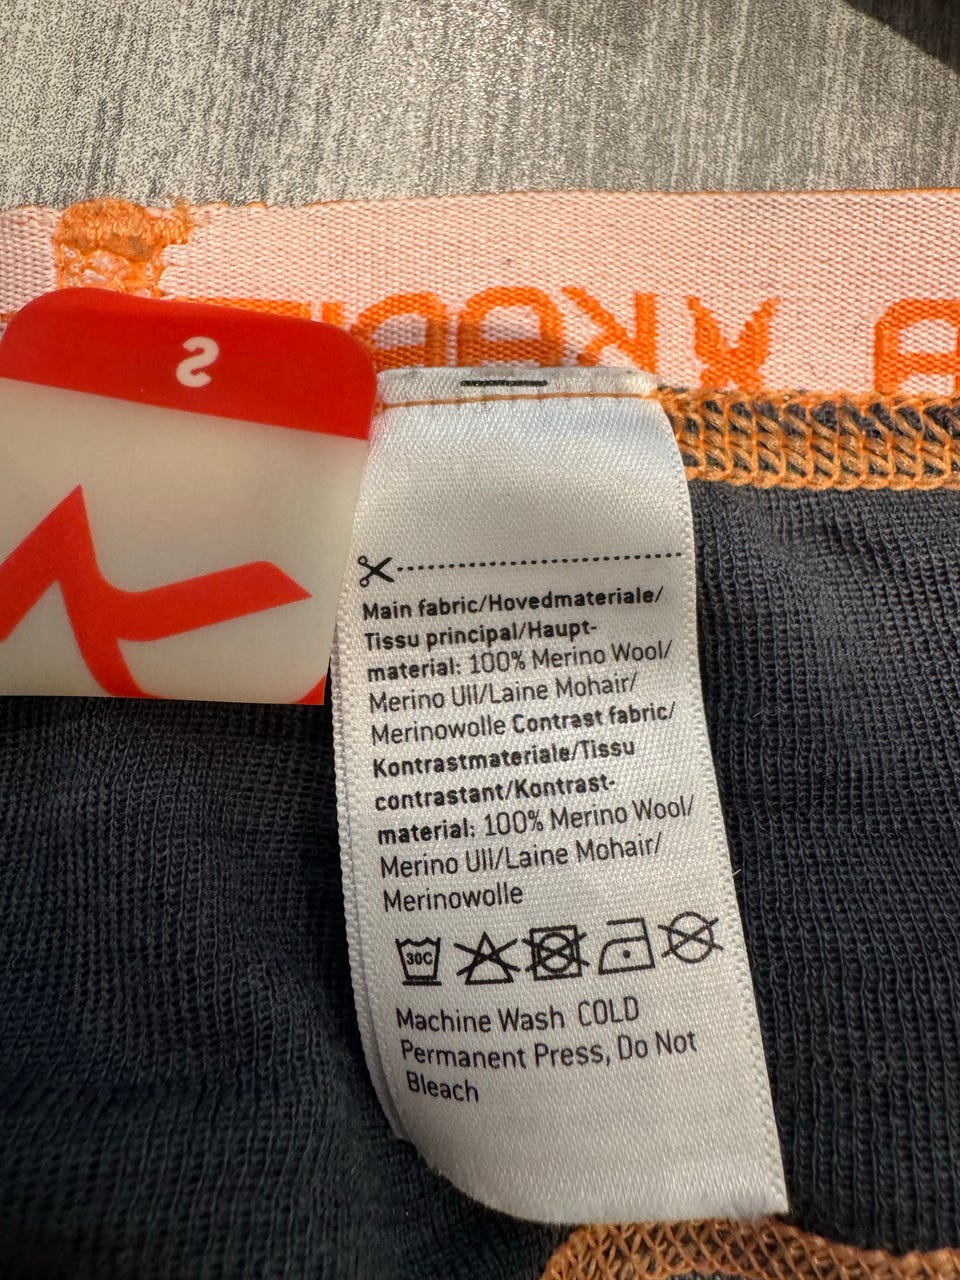 S
Main fabric/Hovedmateriale/
Tissu principal/Haupt-
material: 100% Merino Wool/
Merino Ull/Laine Mohair/
Merinowolle Contrast fabric/
Kontrastmateriale/Tissu
contrastant/Kontrast-
material: 100% Merino Wool/
Merino Ull/Laine Mohair/
Merinowolle
30C
Machine Wash COLD
Permanent Press, Do Not
Bleach